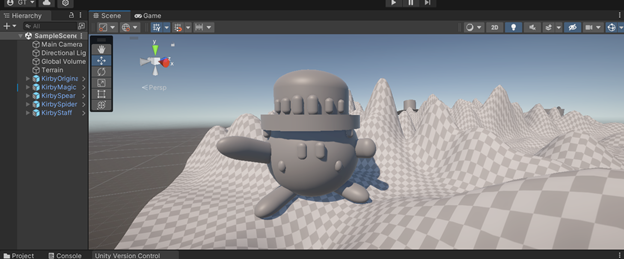 GT
Hierarchy
Scene
Game
All
SampleScene
Main Camera
Directional Lig
Global Volume
Terrain
KirbyOrigina
KirbyMagic
KirbySpear
KirbySpider
KirbyStaff
2D
y
Persp
Project
Console
Unity Version Control